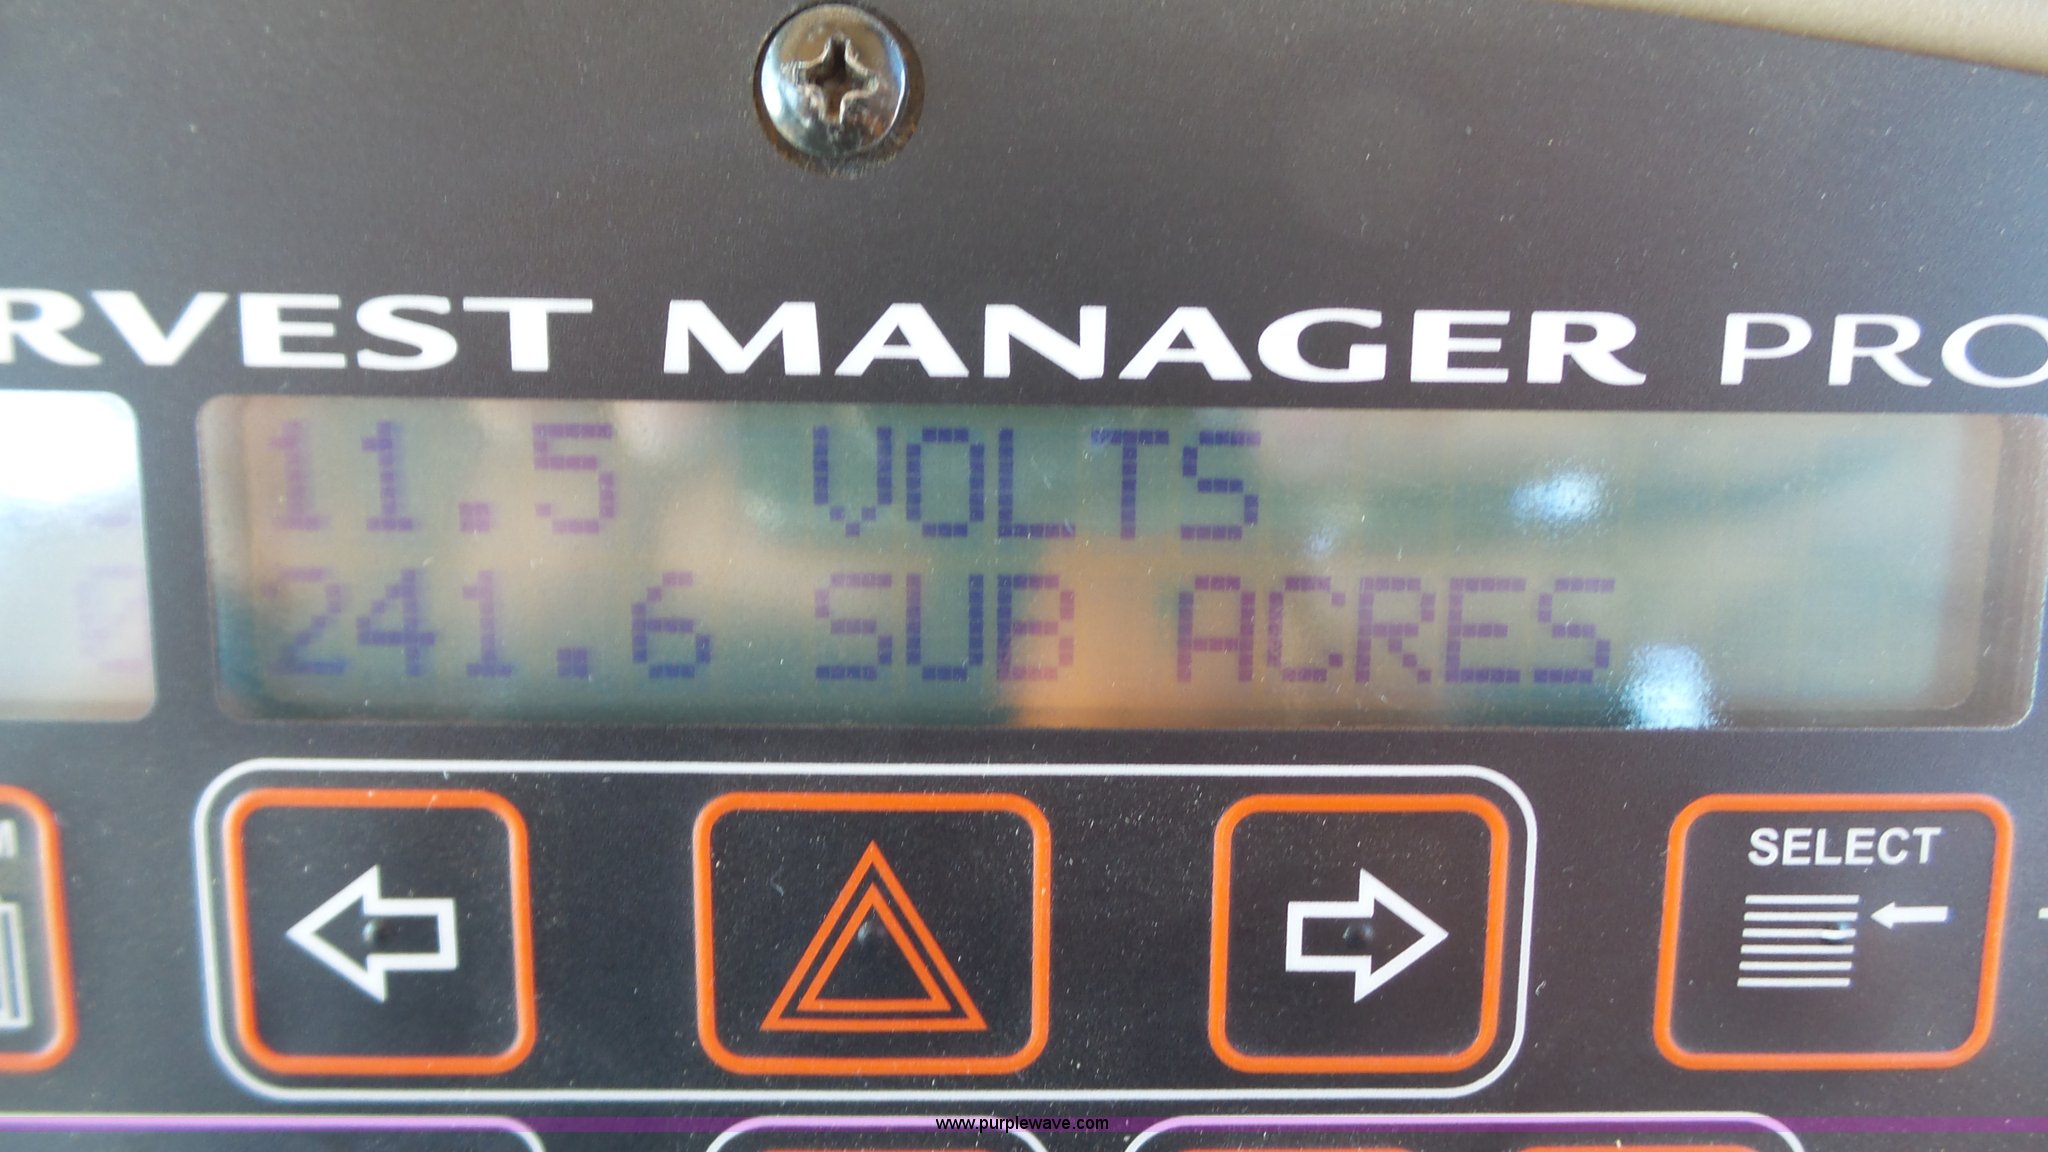 RVEST MANAGER PRO
11.5 VOLTS
241.6 SUB ACRES
SELECT
www.purplewave.com